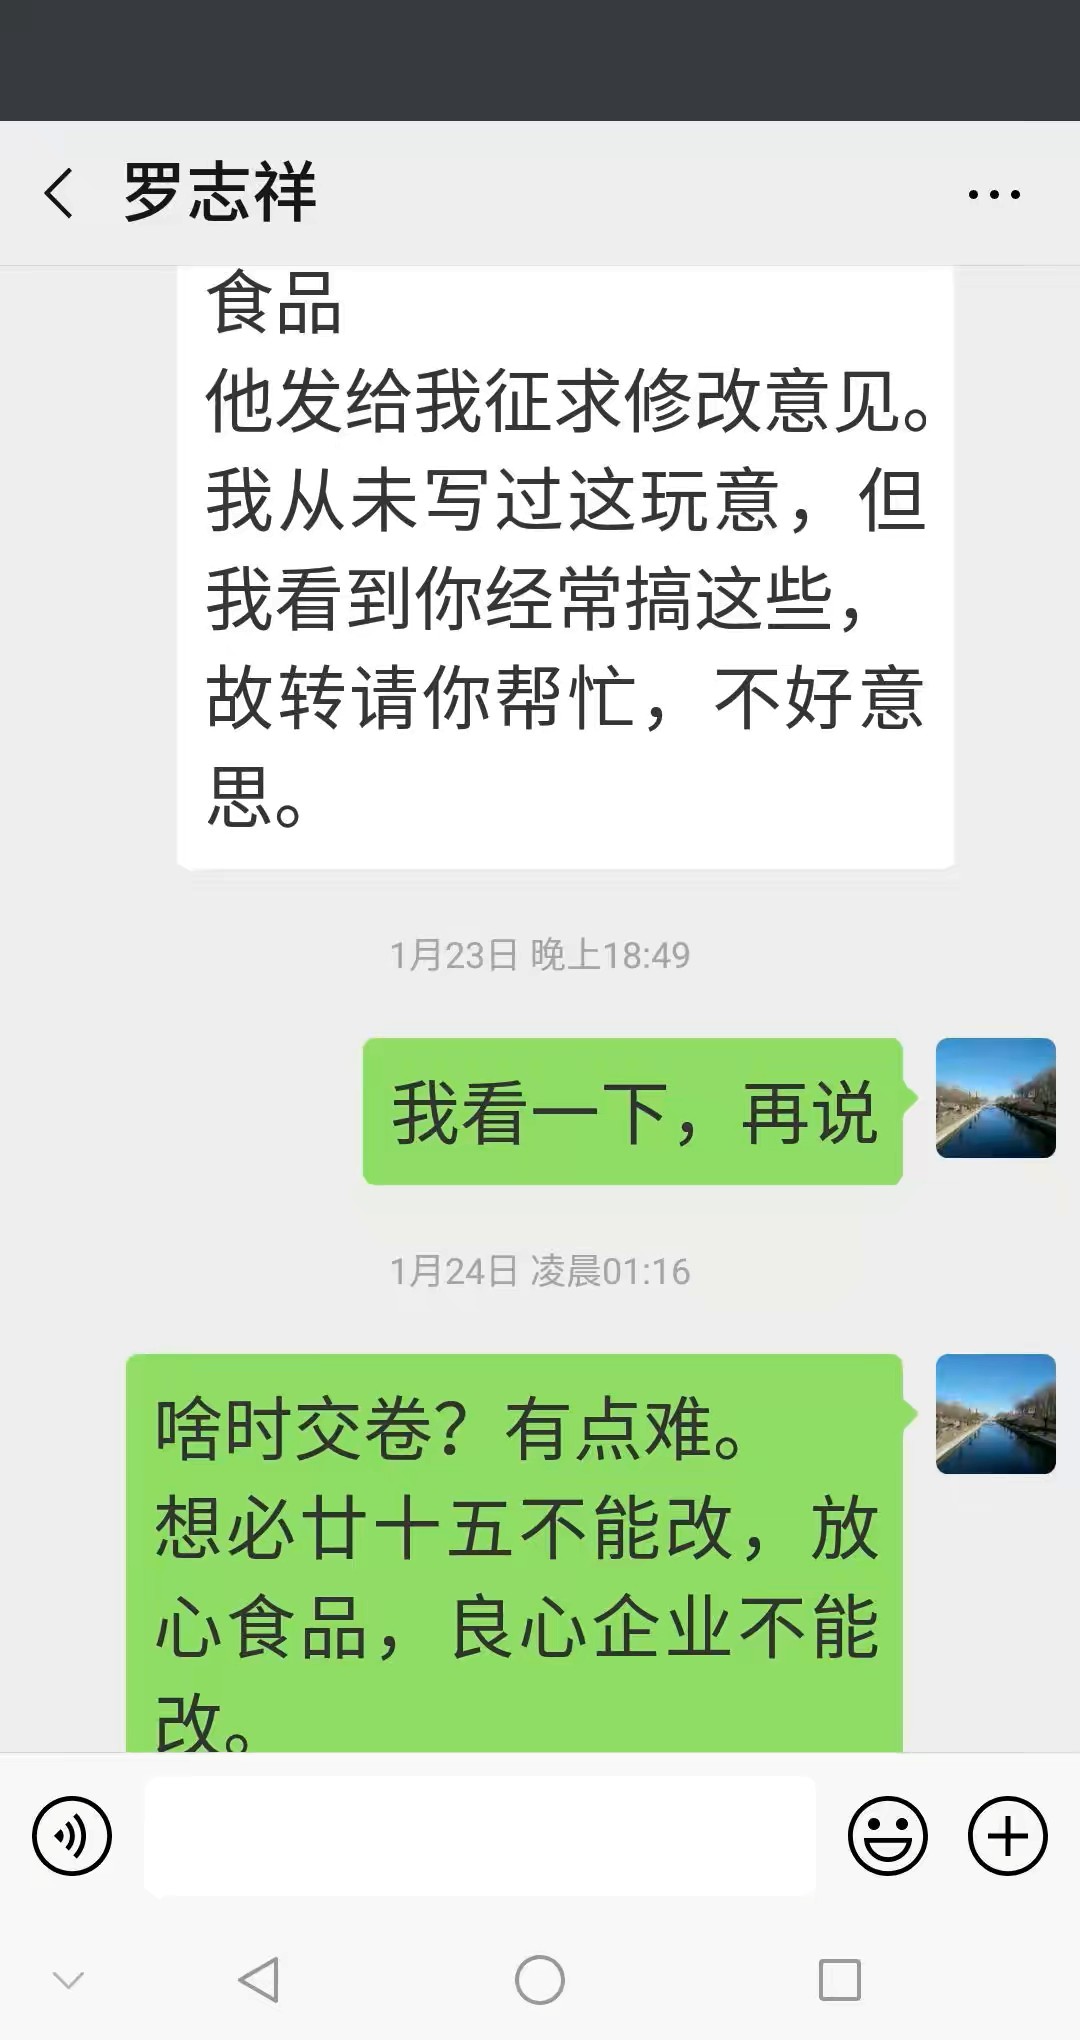 罗志祥
食品
他发给我征求修改意见。
我从未写过这玩意，但
我看到你经常搞这些，
故转请你帮忙，不好意
思。
1月23日 晚上18:49
我看一下，再说
1月24日 凌晨01:16
啥时交卷？有点难。
想必廿十五不能改，放
心食品，良心企业不能
改。